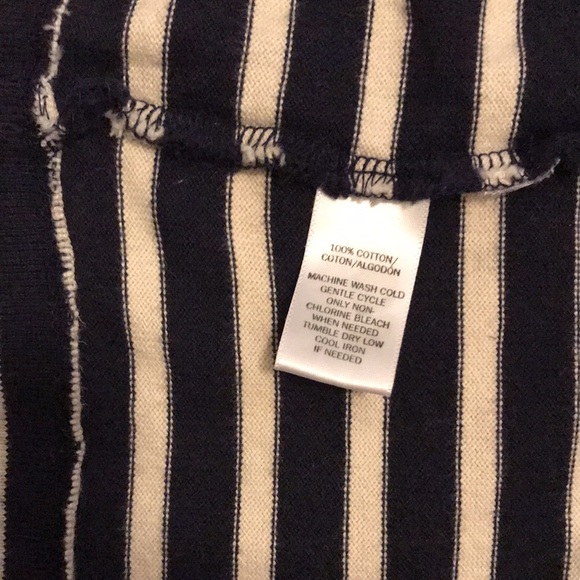 100% COTTON/
COTON/ALGODÓN
MACHINE WASH COLD
GENTLE CYCLE
ONLY NON-
CHLORINE BLEACH
WHEN NEEDED
TUMBLE DRY LOW
COOL IRON
IF NEEDED